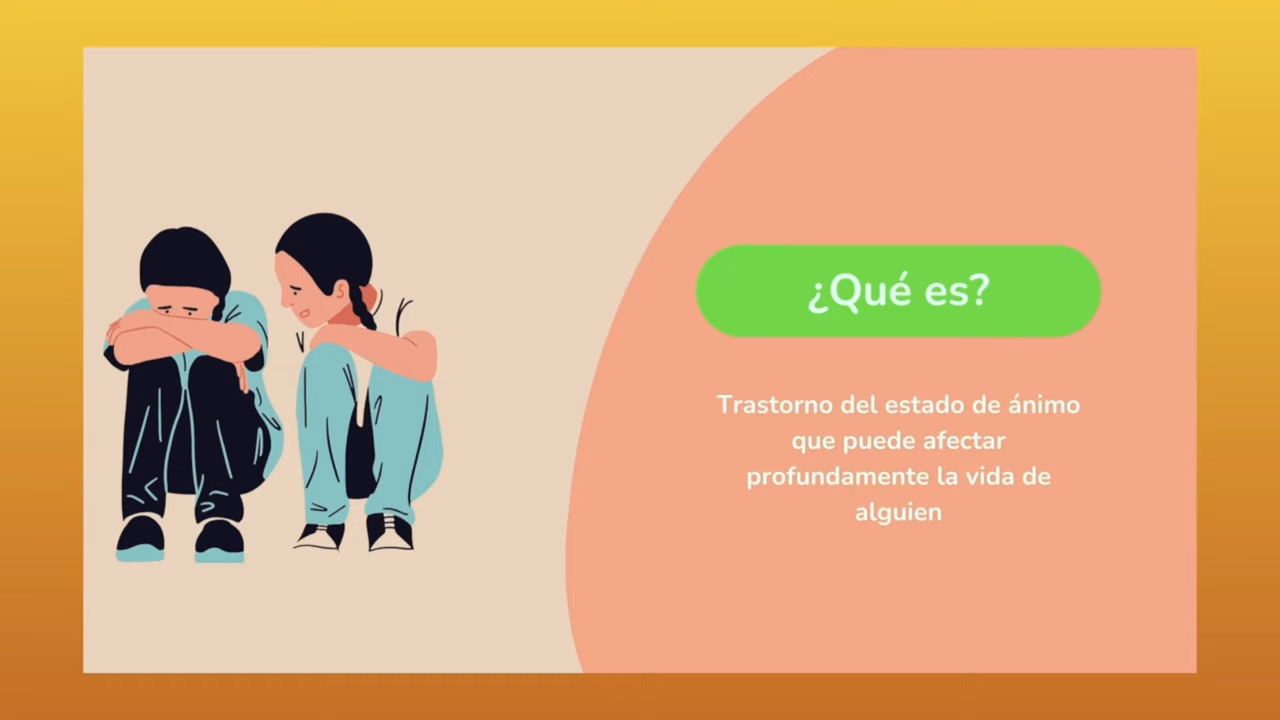 ¿Qué es?
Trastorno del estado de ánimo
que puede afectar
profundamente la vida de
alguien